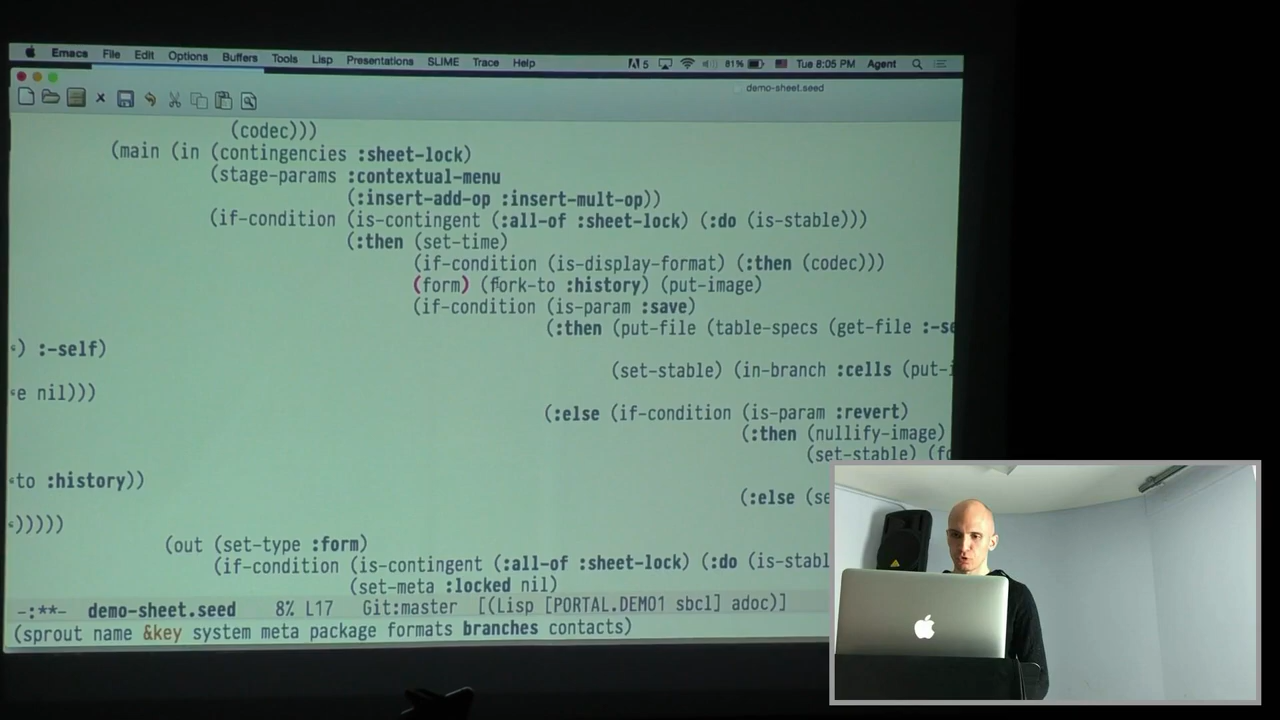 Emacs File Edit Options Buffers Tools Lisp Presentations SLIME Trace Help 5 81% Tue 8:05 PM Agent
demo-sheet.seed
(codec)))
(main (in (contingencies :sheet-lock)
(stage-params :contextual-menu
(:insert-add-op :insert-mult-op))
(if-condition (is-contingent (:all-of :sheet-lock) (:do (is-stable)))
(:then (set-time)
(if-condition (is-display-format) (:then (codec)))
(form) (fork-to :history) (put-image)
(if-condition (is-param :save)
(:then (put-file (table-specs (get-file :-se
) :-self)
(set-stable) (in-branch :cells (put-i
e nil)))
(:else (if-condition (is-param :revert)
(:then (nullify-image)
(set-stable) (fo
to :history))
(:else (se
)))))
(out (set-type :form)
(if-condition (is-contingent (:all-of :sheet-lock) (:do (is-stabl
(set-meta :locked nil)
-:**- demo-sheet.seed 8% L17 Git:master [(Lisp [PORTAL.DEMO1 sbcl] adoc)]
(sprout name &key system meta package formats branches contacts)